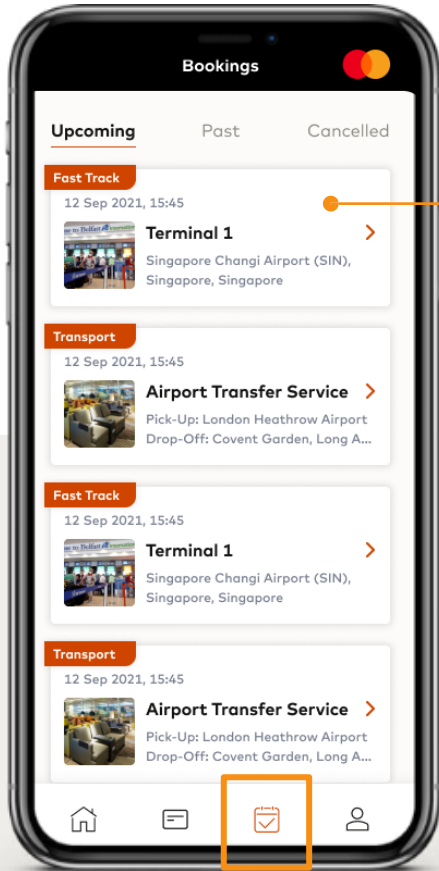 Bookings
Upcoming Past Cancelled
Fast Track
12 Sep 2021, 15:45
Terminal 1
Singapore Changi Airport (SIN),
Singapore, Singapore
Transport
12 Sep 2021, 15:45
Airport Transfer Service
Pick-Up: London Heathrow Airport
Drop-Off: Covent Garden, Long A...
Fast Track
12 Sep 2021, 15:45
Terminal 1
Singapore Changi Airport (SIN),
Singapore, Singapore
Transport
12 Sep 2021, 15:45
Airport Transfer Service
Pick-Up: London Heathrow Airport
Drop-Off: Covent Garden, Long A...